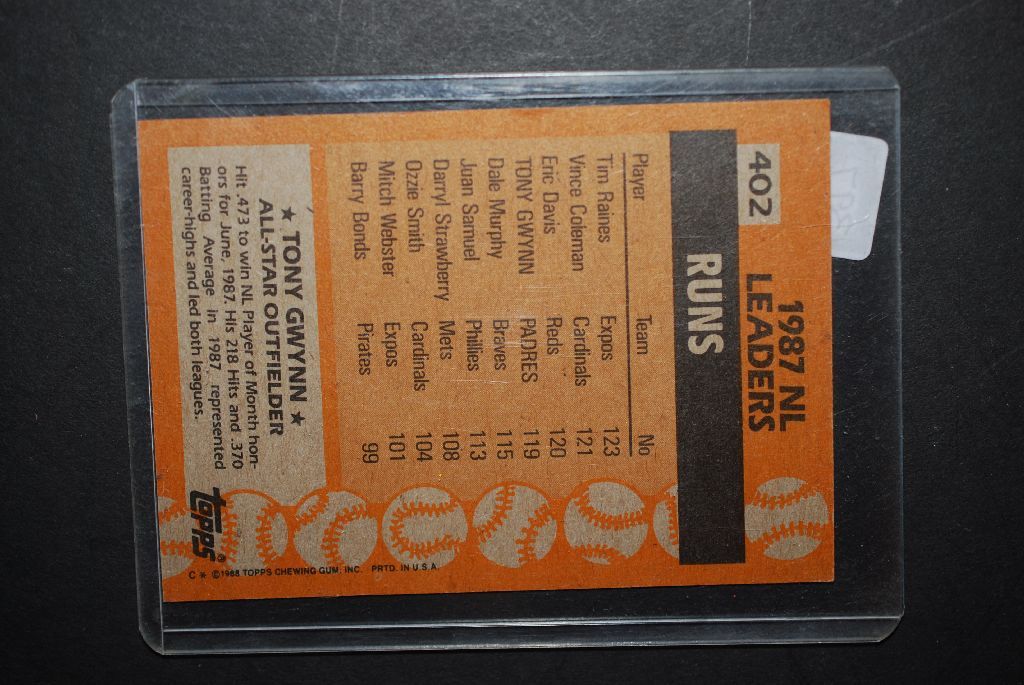 402
1987 NL
LEADERS
RUNS
Player Team No
Tim Raines Expos 123
Vince Coleman Cardinals 121
Eric Davis Reds 120
TONY GWYNN PADRES 119
Dale Murphy Braves 115
Juan Samuel Phillies 113
Darryl Strawberry Mets 108
Ozzie Smith Cardinals 104
Mitch Webster Expos 101
Barry Bonds Pirates 99
★ TONY GWYNN ★
ALL-STAR OUTFIELDER
Hit .473 to win NL Player of Month hon-
ors for June, 1987. His 218 Hits and .370
Batting Average in 1987 represented
career-highs and led both leagues.
topps®
C * © 1988 TOPPS CHEWING GUM, INC. PRTD. IN U.S.A.